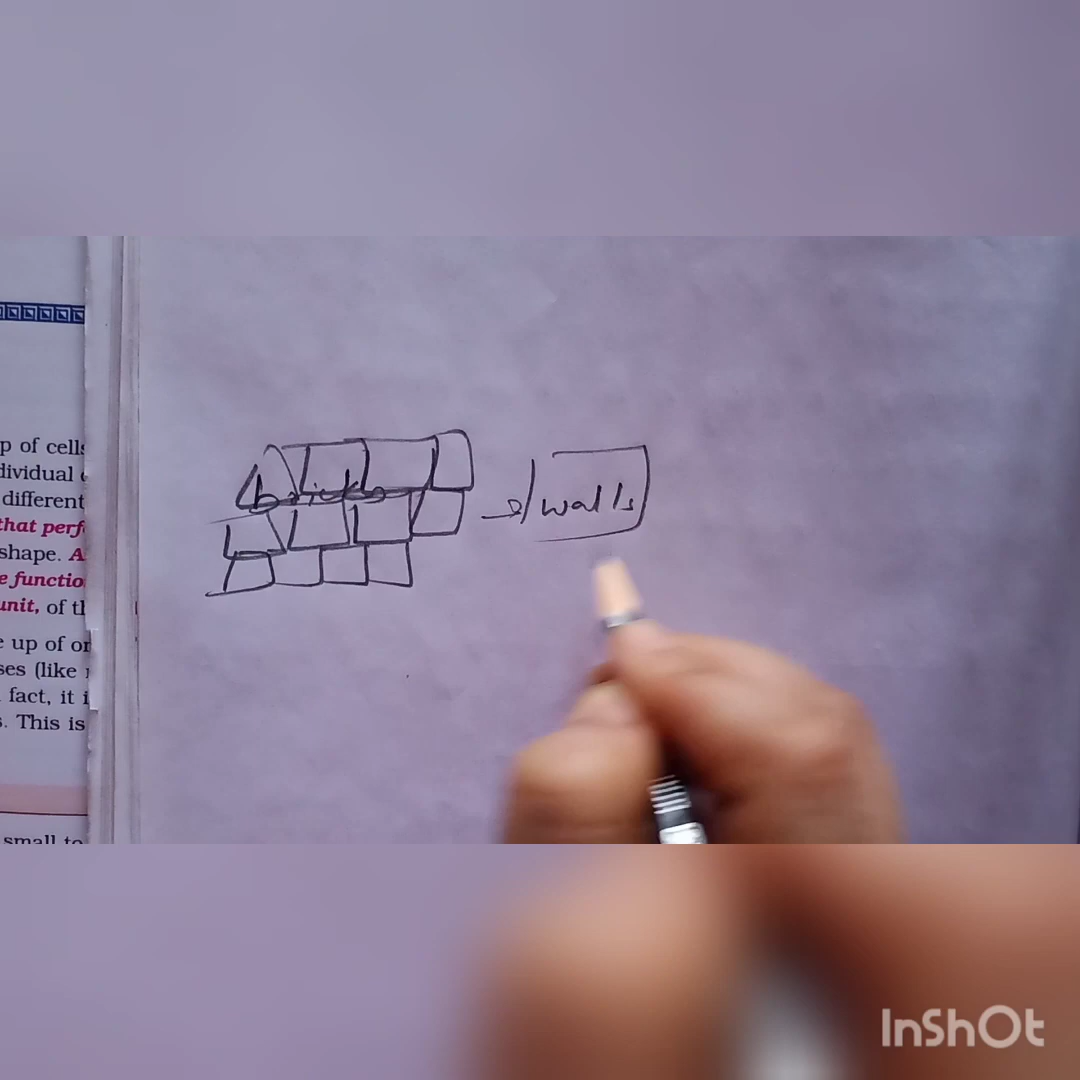 p of cells
dividual
different
that perf
shape. A
e functio
unit, of th
e up of or
ses (like
fact, it i
s. This is
small to
bricks
walls
InShOt